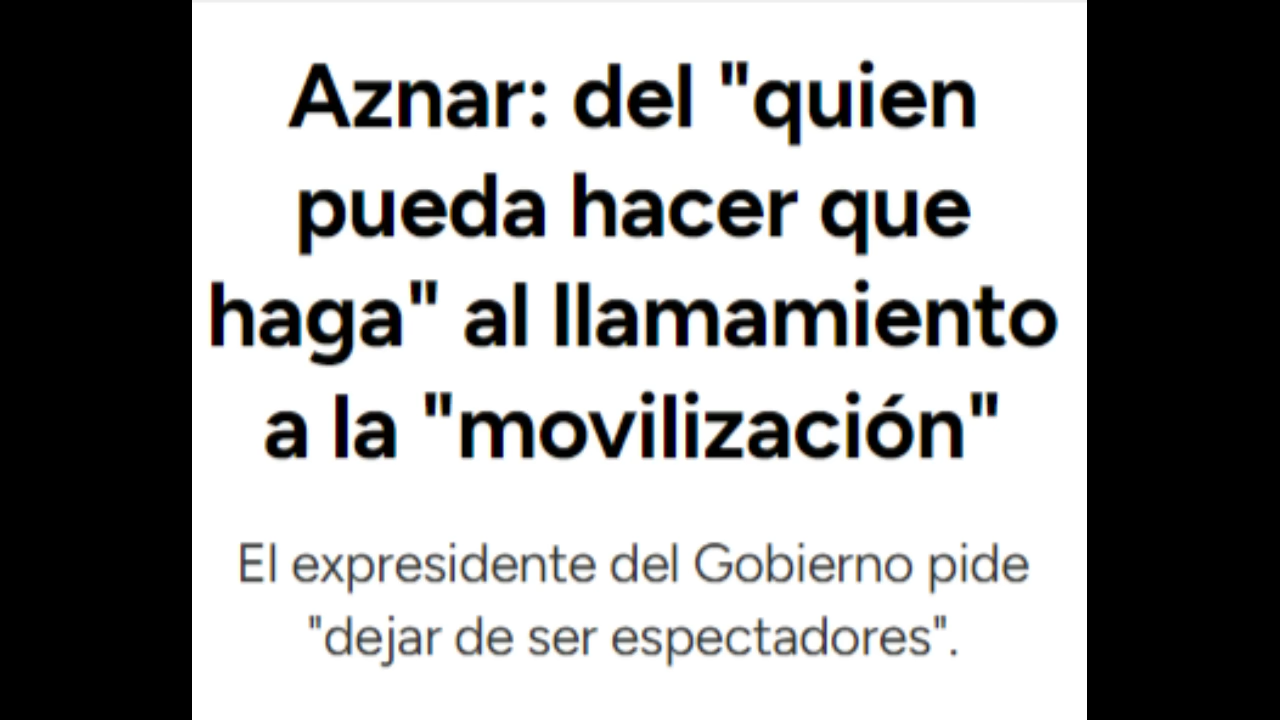 Aznar: del "quien
pueda hacer que
haga" al llamamiento
a la "movilización"
El expresidente del Gobierno pide
"dejar de ser espectadores".